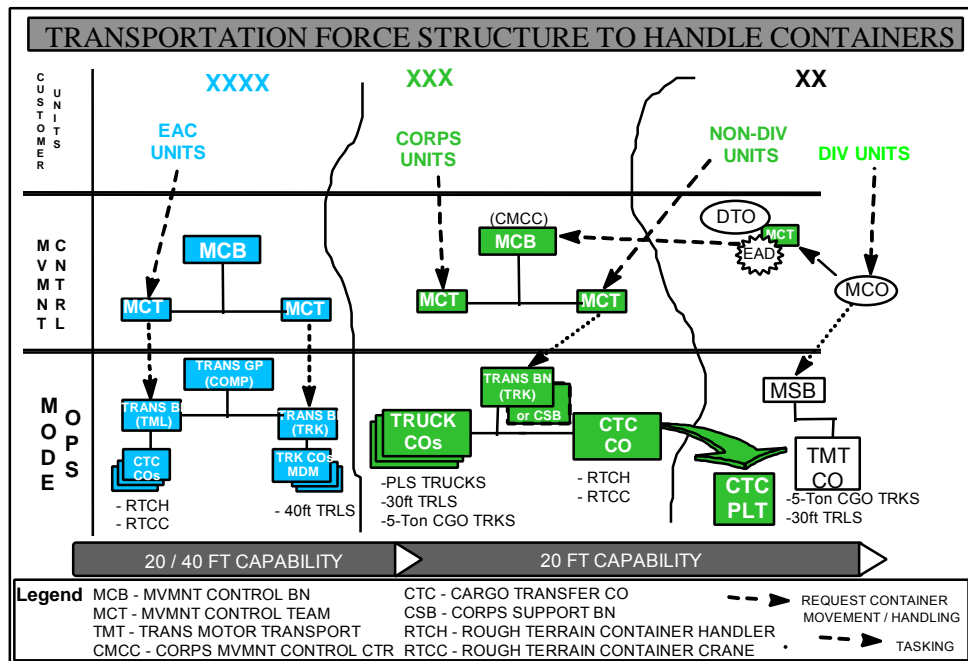 TRANSPORTATION FORCE STRUCTURE TO HANDLE CONTAINERS
CUSTOMER
UNITS
XXXX
XXX
XX
EAC
UNITS
CORPS
UNITS
NON-DIV
UNITS
DIV UNITS
MVMNT
CNTRL
MCB
MCT
MCT
(CMCC)
MCB
MCT
MCT
DTO
MCT
EAD
MCO
MODE
OPS
TRANS GP
(COMP)
TRANS B
(TML)
TRANS B
(TRK)
CTC
COs
TRK COs
MDM
- RTCH
- RTCC
- 40ft TRLS
TRANS BN
(TRK)
or CSB
TRUCK
COs
CTC
CO
-PLS TRUCKS
-30ft TRLS
-5-Ton CGO TRKS
- RTCH
- RTCC
MSB
TMT
CO
CTC
PLT
-5-Ton CGO TRKS
-30ft TRLS
20 / 40 FT CAPABILITY
20 FT CAPABILITY
Legend
MCB - MVMNT CONTROL BN
MCT - MVMNT CONTROL TEAM
TMT - TRANS MOTOR TRANSPORT
CMCC - CORPS MVMNT CONTROL CTR
CTC - CARGO TRANSFER CO
CSB - CORPS SUPPORT BN
RTCH - ROUGH TERRAIN CONTAINER HANDLER
RTCC - ROUGH TERRAIN CONTAINER CRANE
REQUEST CONTAINER
MOVEMENT / HANDLING
TASKING